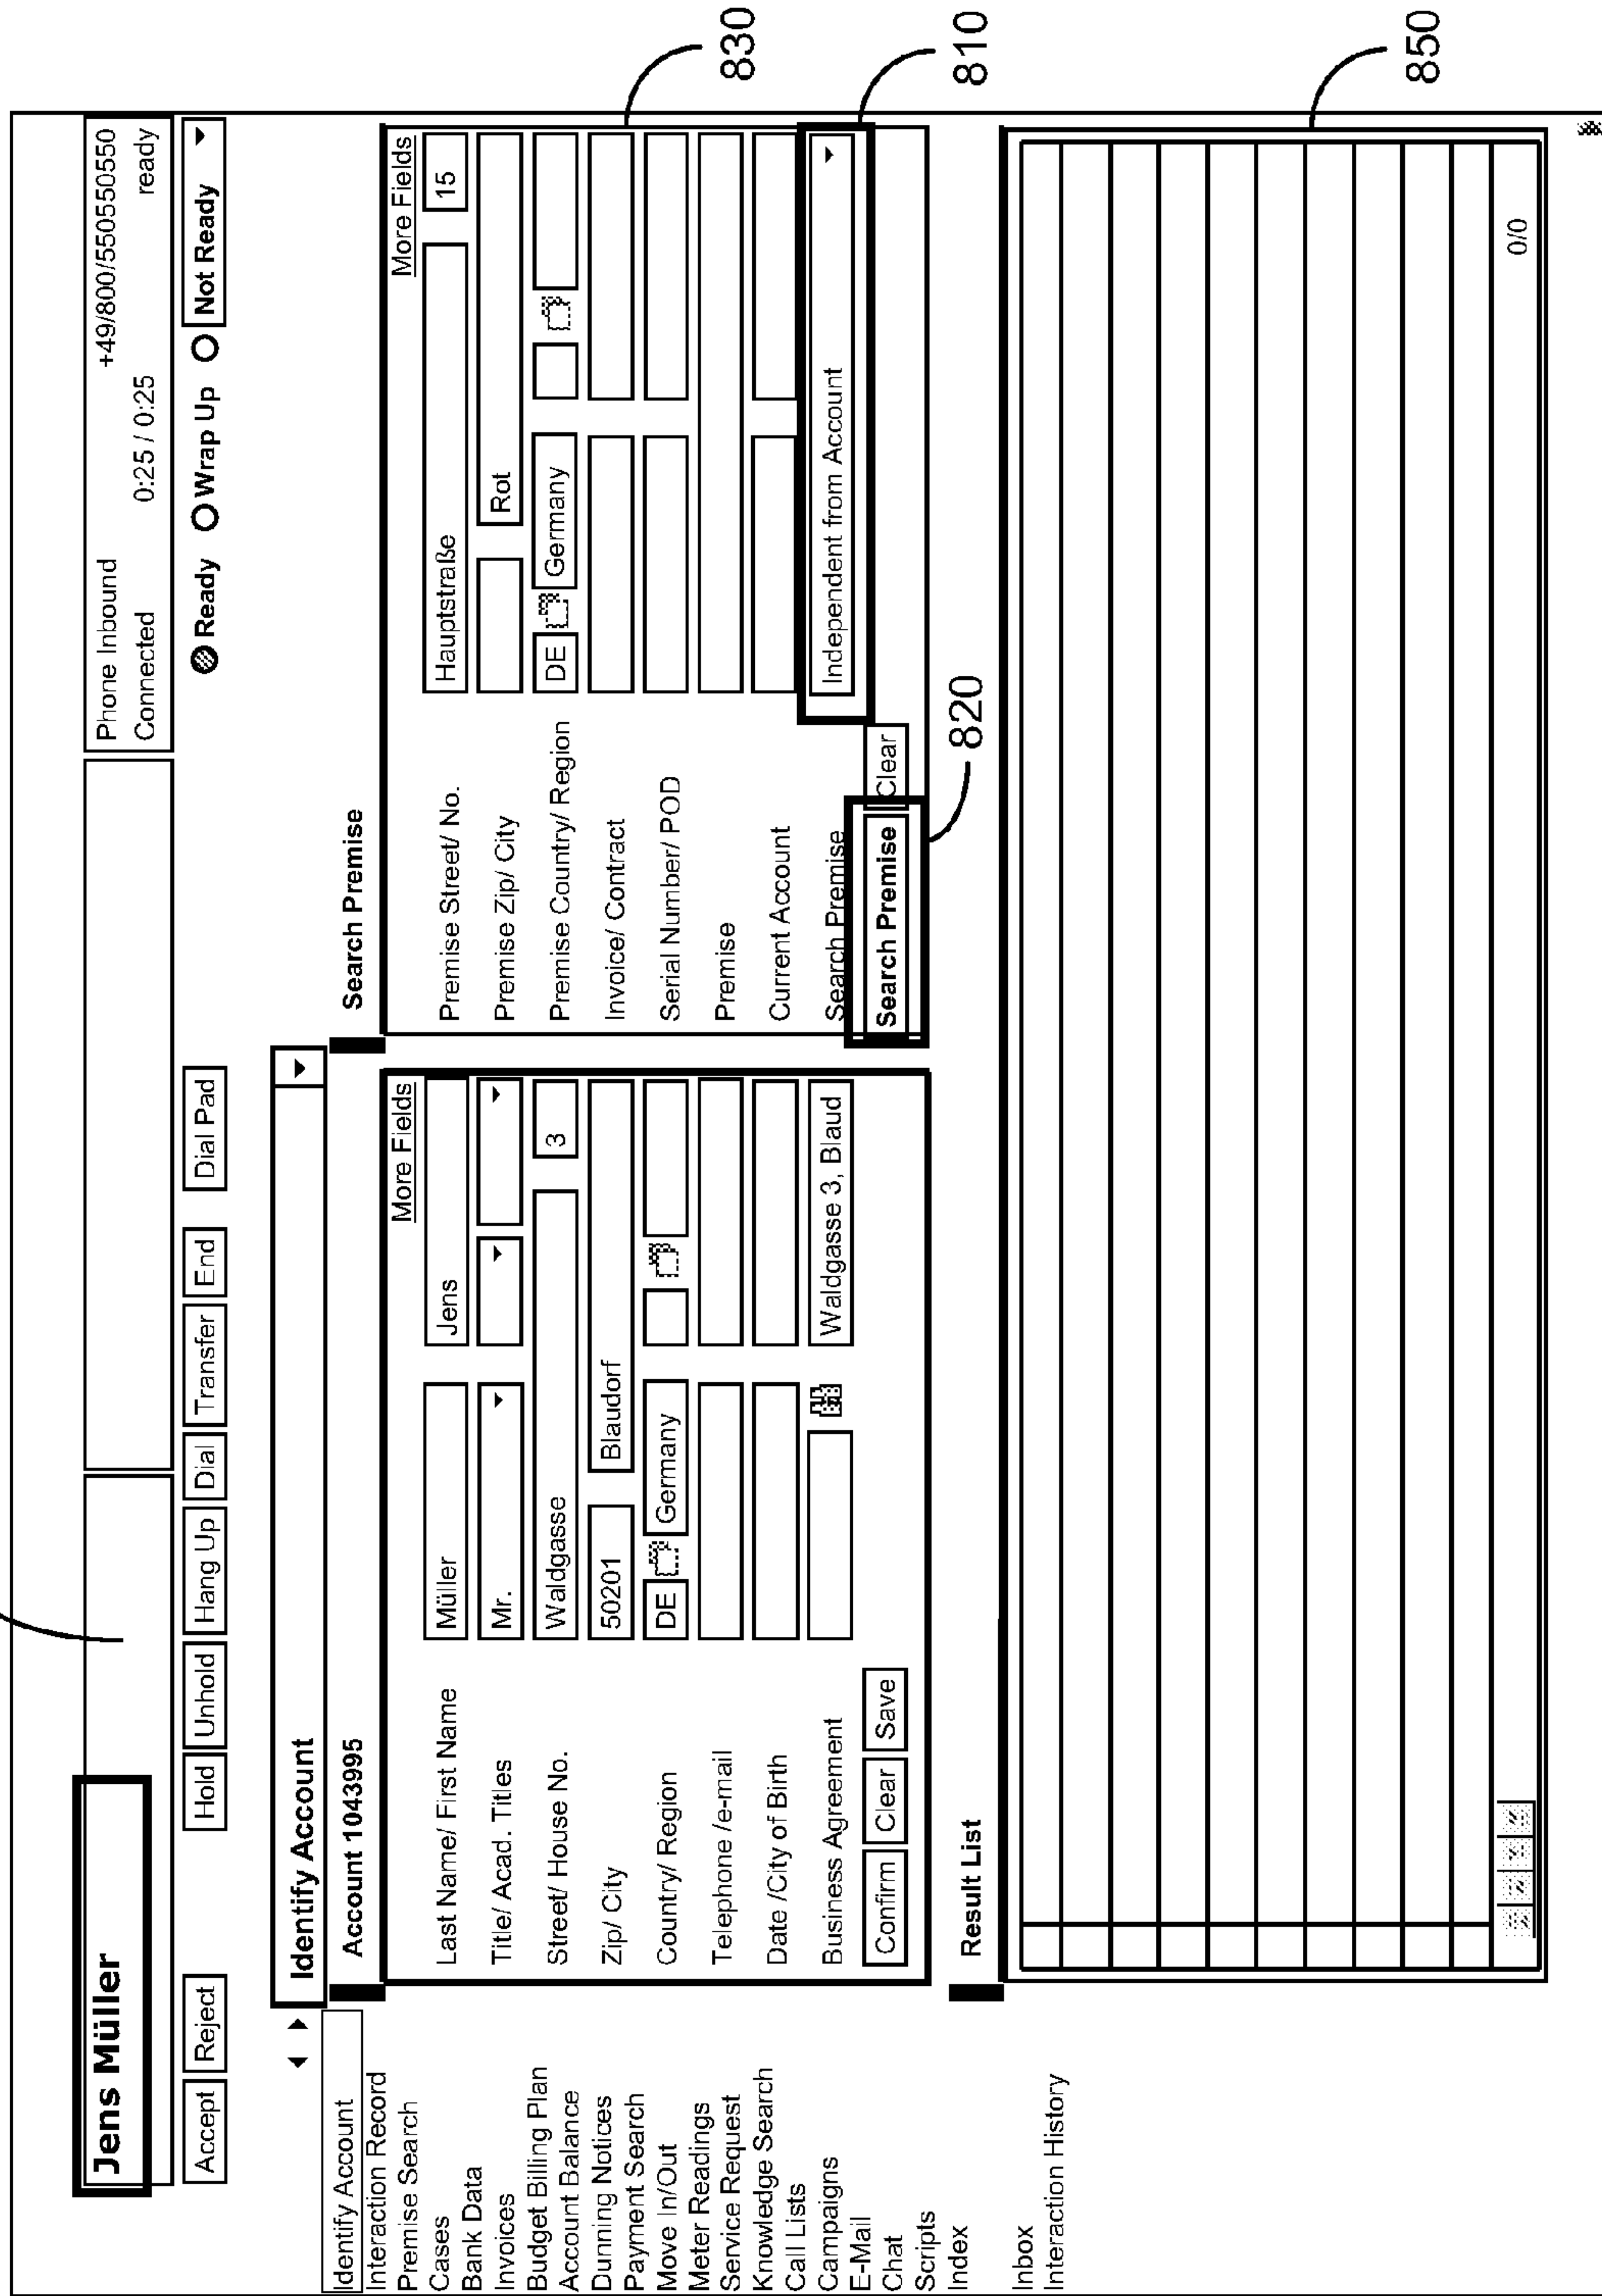 Jens Müller
Phone Inbound +49/800/550550550
Connected 0:25 / 0:25 ready
Accept Reject Hold Unhold Hang Up Dial Transfer End Dial Pad Ready Wrap Up Not Ready
Identify Account
Identify Account
Interaction Record
Premise Search
Cases
Bank Data
Invoices
Budget Billing Plan
Account Balance
Dunning Notices
Payment Search
Move In/Out
Meter Readings
Service Request
Knowledge Search
Call Lists
Campaigns
E-Mail
Chat
Scripts
Index
Inbox
Interaction History
Account 1043995
More Fields
Last Name/ First Name Müller Jens
Title/ Acad. Titles Mr.
Street/ House No. Waldgasse 3
Zip/ City 50201 Blaudorf
Country/ Region DE Germany
Telephone /e-mail
Date /City of Birth
Business Agreement Waldgasse 3, Blaud
Confirm Clear Save
Search Premise
More Fields
Premise Street/ No. Hauptstraße 15
Premise Zip/ City Rot
Premise Country/ Region DE Germany
Invoice/ Contract
Serial Number/ POD
Premise
Current Account
Search Premise Independent from Account
Search Premise Clear
830
810
820
Result List
850
0/0